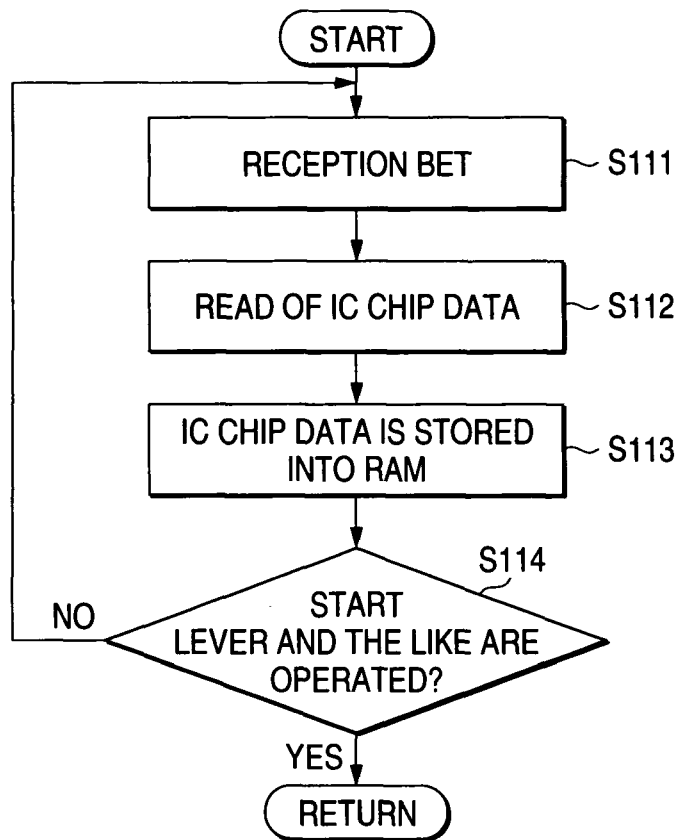 START
RECEPTION BET
S111
READ OF IC CHIP DATA
S112
IC CHIP DATA IS STORED
INTO RAM
S113
S114
START
LEVER AND THE LIKE ARE
OPERATED?
NO
YES
RETURN